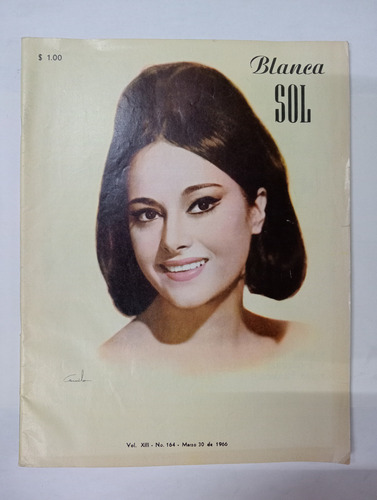 $ 1.00
Blanca
SOL
Vol. XIII - No. 164 - Marzo 30 de 1966